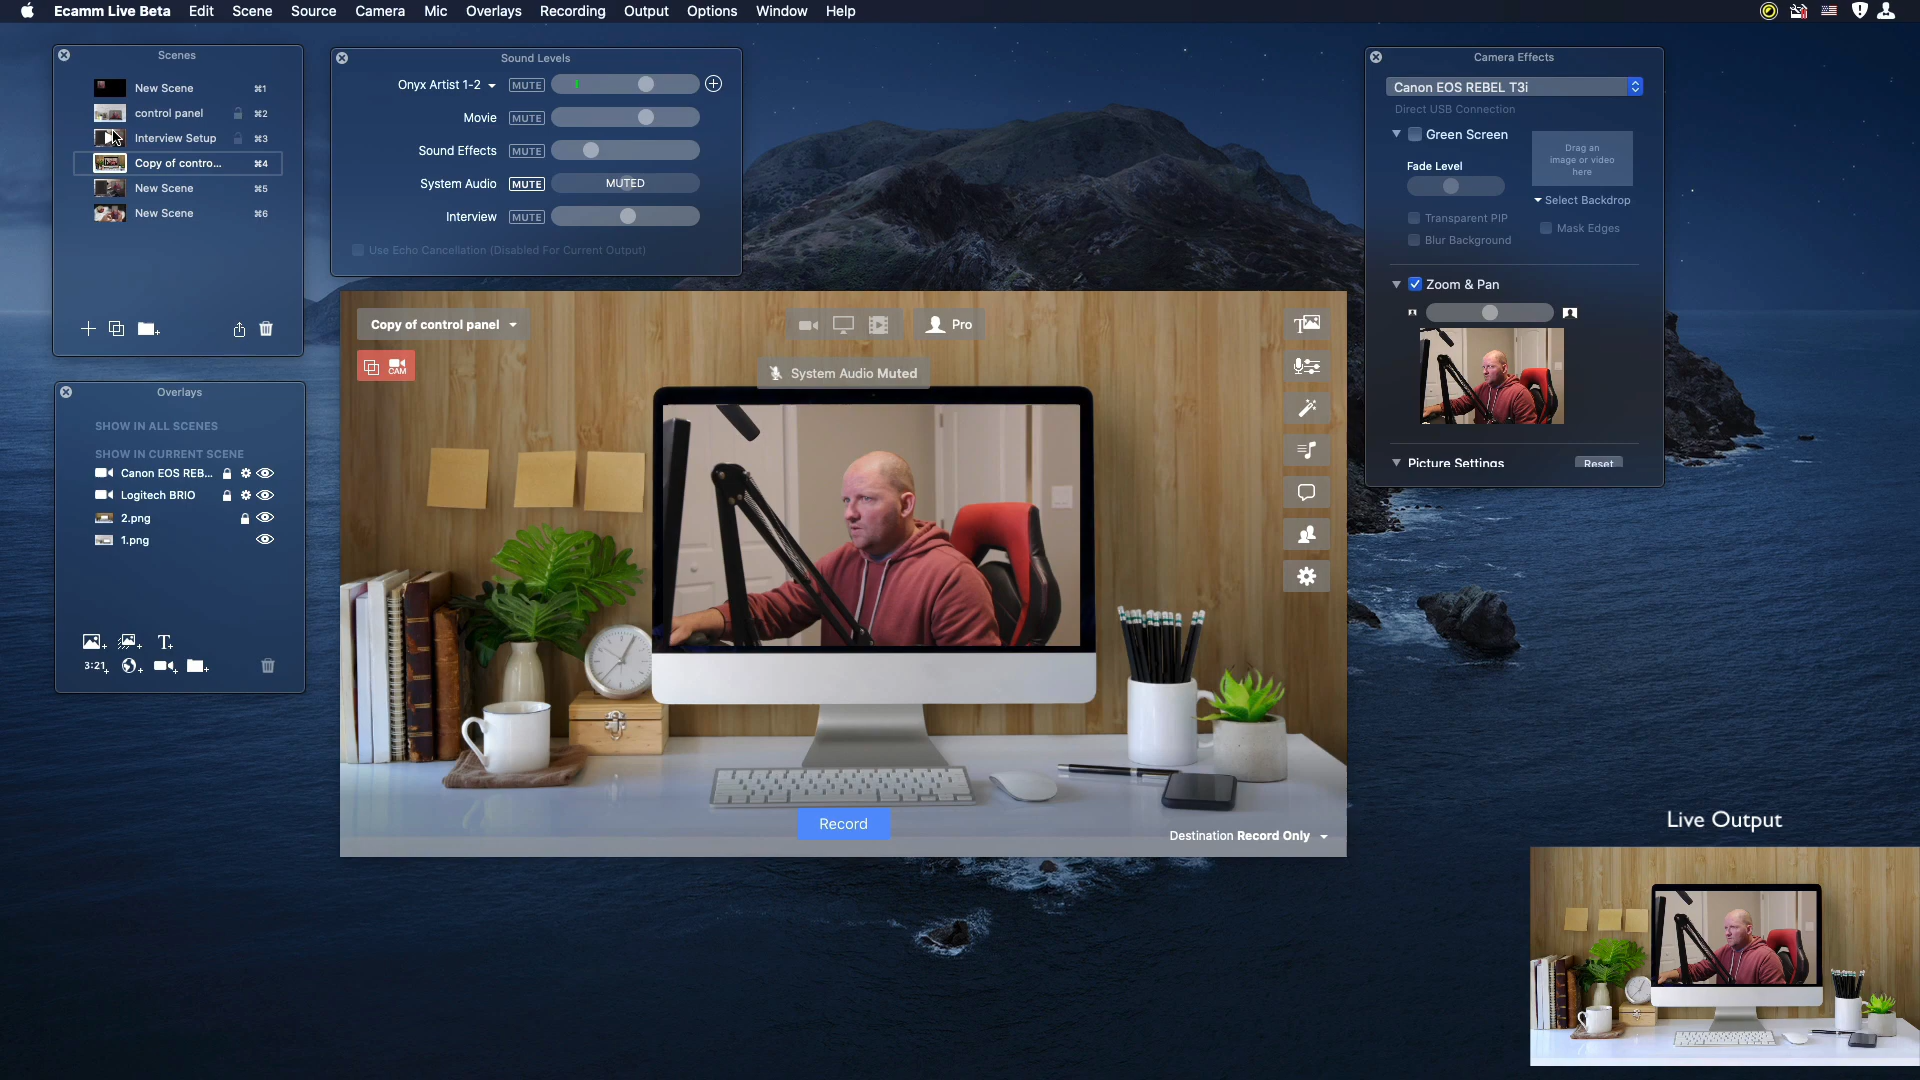 Ecamm Live Beta Edit Scene Source Camera Mic Overlays Recording Output Options Window Help
Scenes
New Scene ⌘1
control panel ⌘2
Interview Setup ⌘3
Copy of contro... ⌘4
New Scene ⌘5
New Scene ⌘6
Overlays
SHOW IN ALL SCENES
SHOW IN CURRENT SCENE
Canon EOS REB...
Logitech BRIO
2.png
1.png
T+
3:21+
Sound Levels
Onyx Artist 1-2 MUTE
Movie MUTE
Sound Effects MUTE
System Audio MUTE MUTED
Interview MUTE
Use Echo Cancellation (Disabled For Current Output)
Copy of control panel
Pro
CAM
System Audio Muted
Record
Destination Record Only
Camera Effects
Canon EOS REBEL T3i
Direct USB Connection
Green Screen
Drag an
image or video
here
Fade Level
Select Backdrop
Transparent PIP
Mask Edges
Blur Background
Zoom & Pan
Picture Settings Reset
Live Output